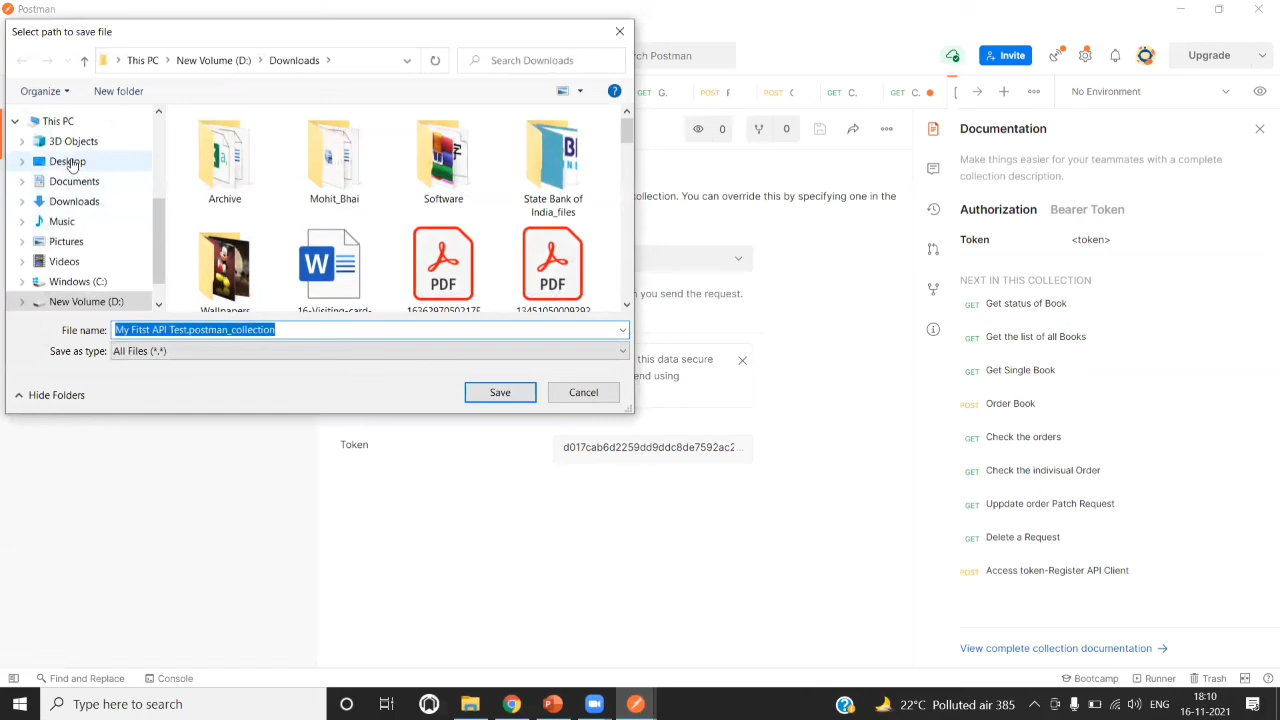 Postman
Select path to save file
This PC
New Volume (D:)
Downloads
Search Downloads
ch Postman
Invite
Upgrade
Organize
New folder
GET G.
POST
POST
GET C.
GET C.
No Environment
This PC
3D Objects
Desktop
Documents
Downloads
Music
Pictures
Videos
Windows (C:)
New Volume (D:)
Archive
Mohit_Bhai
Software
State Bank of
India_files
Wallpapers
16-Visiting-card-
PDF
PDF
File name:
My Fitst API Test.postman_collection
Save as type:
All Files (*.*)
Hide Folders
Save
Cancel
0
0
collection. You can override this by specifying one in the
you send the request.
this data secure
end using
Token
d017cab6d2259dd9ddc8de7592ac2...
Documentation
Make things easier for your teammates with a complete
collection description.
Authorization Bearer Token
Token <token>
NEXT IN THIS COLLECTION
GET Get status of Book
GET Get the list of all Books
GET Get Single Book
POST Order Book
GET Check the orders
GET Check the indivisual Order
GET Uppdate order Patch Request
GET Delete a Request
POST Access token-Register API Client
View complete collection documentation
Find and Replace
Console
Bootcamp
Runner
Trash
Type here to search
22°C Polluted air 385
ENG
18:10
16-11-2021